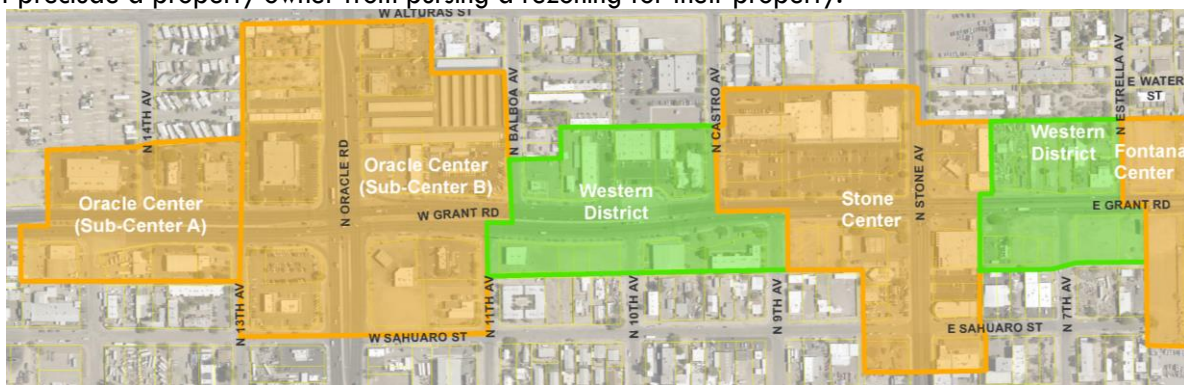 t preclude a property owner from pursing a rezoning for their property.
W ALTURAS ST
N 14TH AV
N ORACLE RD
N BALBOA AV
N CASTRO AV
N STONE AV
N ESTRELLA AV
E WATER
ST
Oracle Center
(Sub-Center A)
Oracle Center
(Sub-Center B)
W GRANT RD
Western
District
Stone
Center
Western
District
Fontana
Center
E GRANT RD
N 13TH AV
N 11TH AV
N 10TH AV
N 9TH AV
N 7TH AV
W SAHUARO ST
E SAHUARO ST